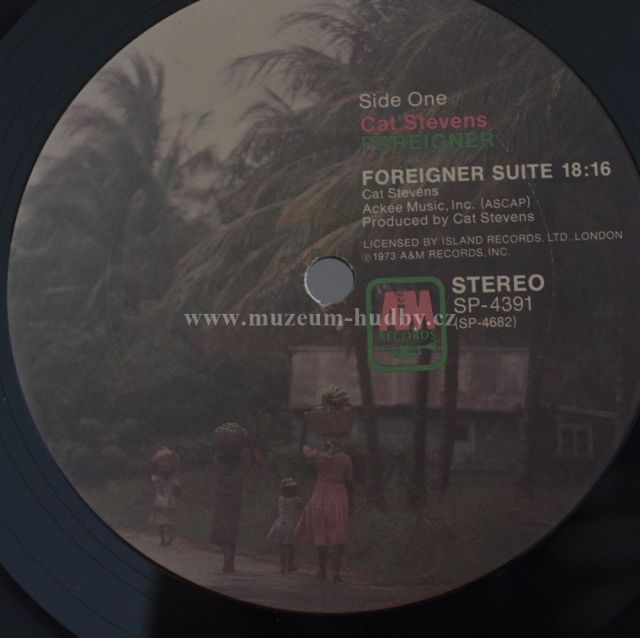 Side One
Cat Stevens
FOREIGNER
FOREIGNER SUITE 18:16
Cat Stevens
Ackee Music, Inc. (ASCAP)
Produced by Cat Stevens
LICENSED BY ISLAND RECORDS, LTD., LONDON
℗1973 A&M RECORDS, INC.
A&M
RECORDS
STEREO
SP-4391
(SP-4682)
www.muzeum-hudby.cz